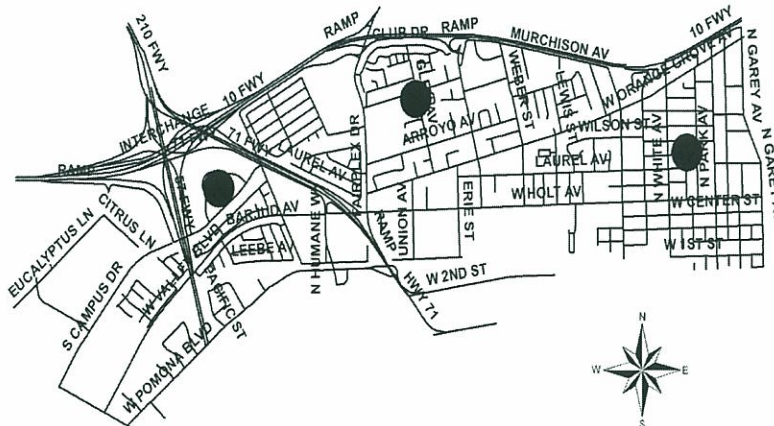 210 FWY
RAMP
CLUB DR
RAMP
MURCHISON AV
10 FWY
W ORANGE GROVE AV
N GAREY AV
INTERCHANGE
10 FWY
71 FWY
RAMP
LAUREL AV
FAIRPLEX DR
ARROYO AV
WEBER ST
LEWIS ST
WILSON ST
LAUREL AV
N WHITE AV
N PARK AV
N GAREY AV
57 FWY
CITRUS LN
EUCALYPTUS LN
S CAMPUS DR
W VALLEY BLVD
BARJUD AV
LEEBE AV
PACIFIC ST
W POMONA BLVD
N HUMANE WY
RAMP
HWY 71
UNION AV
ERIE ST
W HOLT AV
W CENTER ST
W 1ST ST
W 2ND ST
N
W
E
S